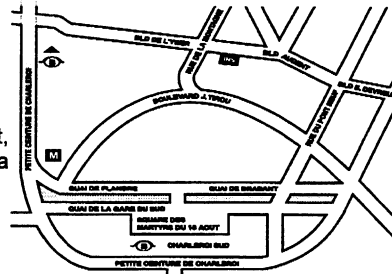 BLD DE L'YSER
RUE DE LA MONTAGNE
BLD AUDENT
INS
B
BLD E. DEVREUX
PETITE CEINTURE DE CHARLEROI
BOULEVARD J. TIROU
RUE DU PONT NEUF
M
QUAI DE FLANDRE
QUAI DE BRABANT
QUAI DE LA GARE DU SUD
SQUARE DES
MARTYRS DU 18 AOUT
B
CHARLEROI SUD
PETITE CEINTURE DE CHARLEROI